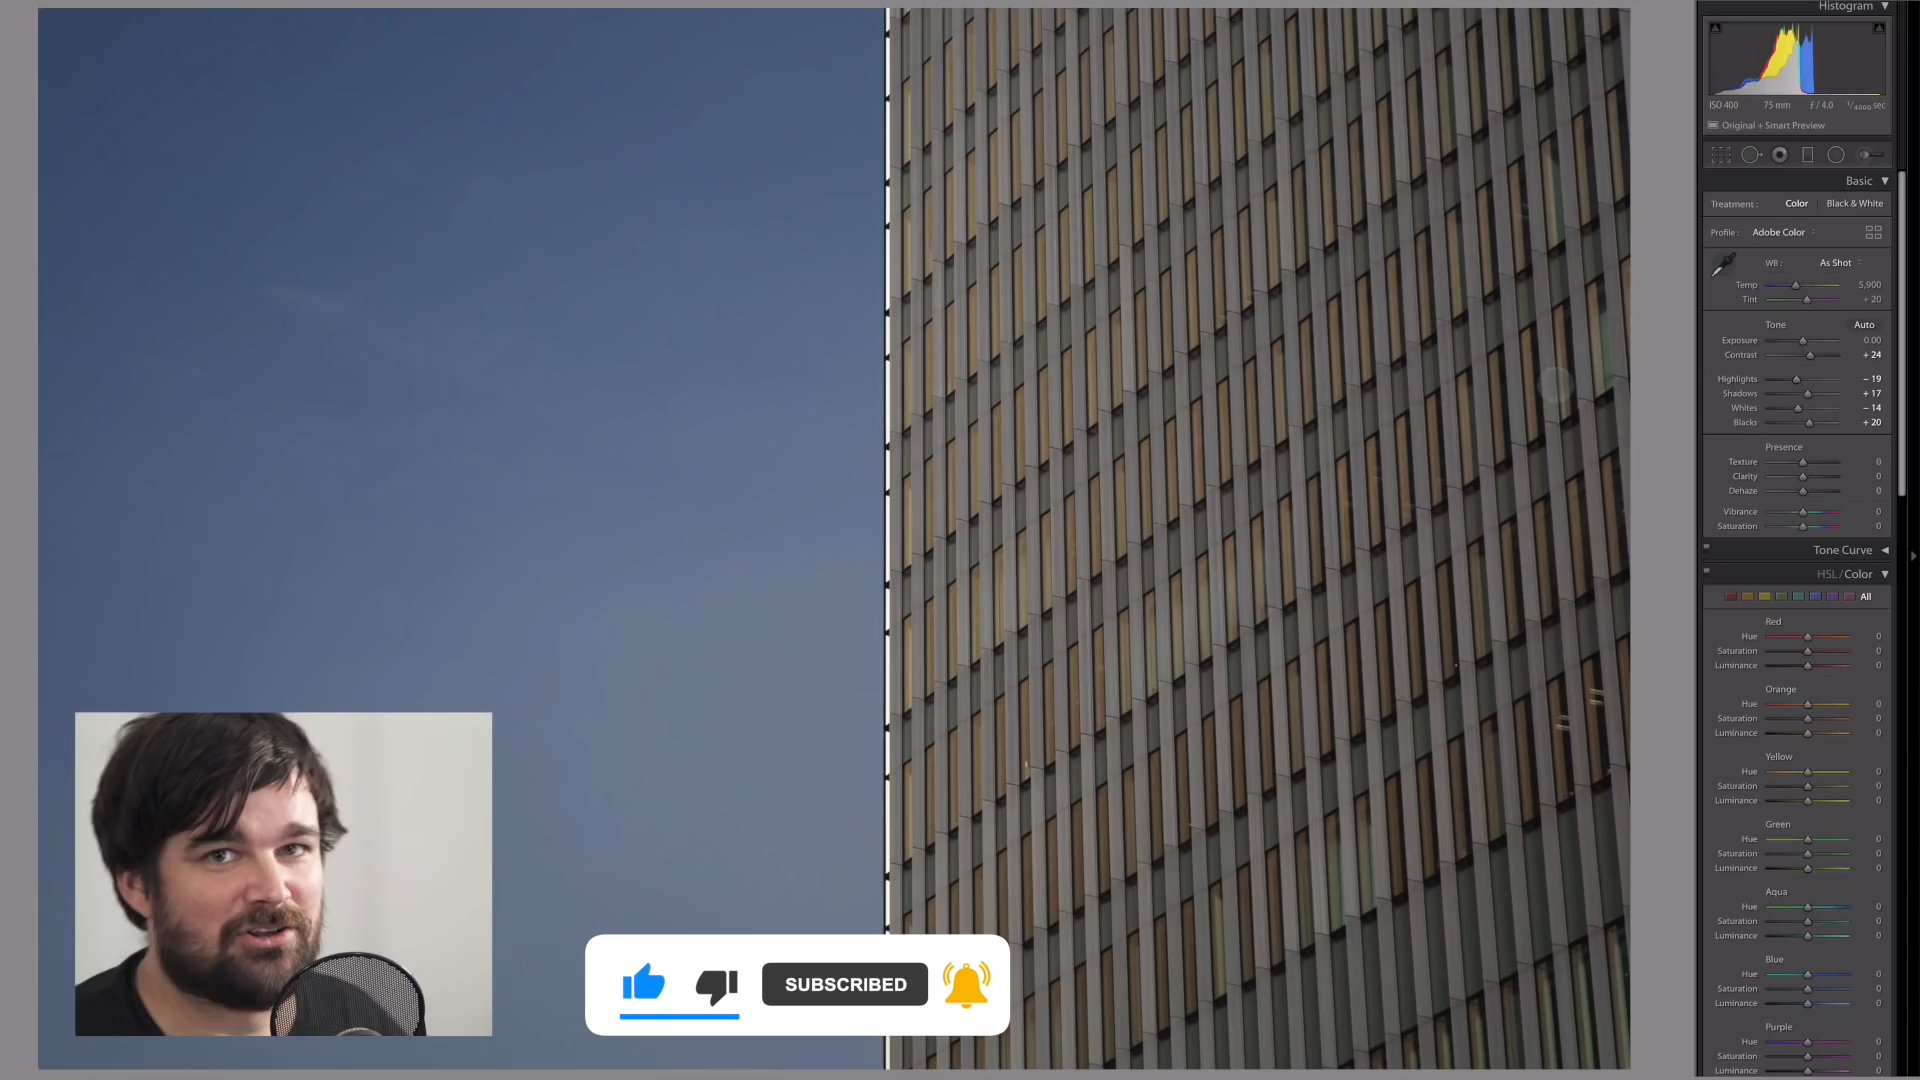 Histogram
ISO 400 75 mm ƒ / 4.0 1/4000 sec
Original + Smart Preview
Basic
Treatment : Color Black & White
Profile : Adobe Color
WB : As Shot
Temp 5,900
Tint + 20
Tone Auto
Exposure 0.00
Contrast + 24
Highlights − 19
Shadows + 17
Whites − 14
Blacks + 20
Presence
Texture 0
Clarity 0
Dehaze 0
Vibrance 0
Saturation 0
Tone Curve
HSL / Color
All
Red
Hue 0
Saturation 0
Luminance 0
Orange
Hue 0
Saturation 0
Luminance 0
Yellow
Hue 0
Saturation 0
Luminance 0
Green
Hue 0
Saturation 0
Luminance 0
Aqua
Hue 0
Saturation 0
Luminance 0
Blue
Hue 0
Saturation 0
Luminance 0
Purple
Hue 0
Saturation 0
Luminance 0
SUBSCRIBED